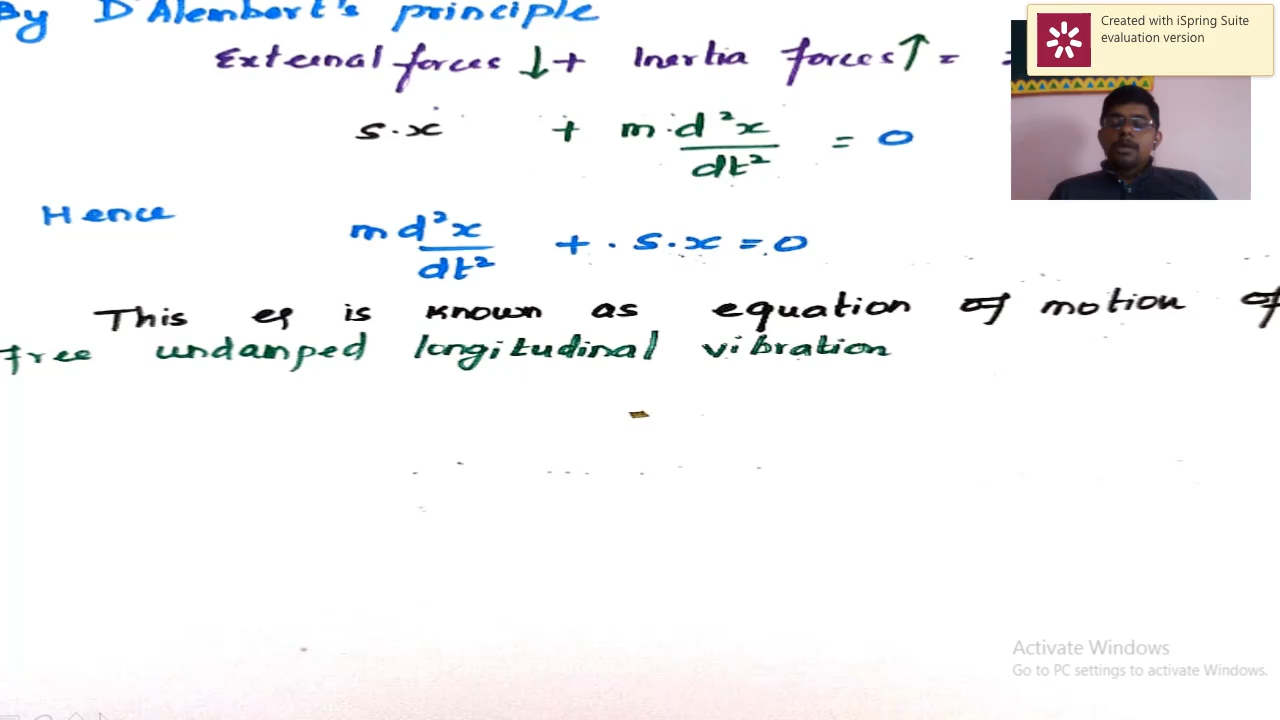 By D'Alembert's principle
External forces ↓ + Inertia forces ↑ =
s.x + m.d²x/dt² = 0
Hence md²x/dt² + . s.x = 0
This eq is known as equation of motion of
free undamped longitudinal vibration
Created with iSpring Suite
evaluation version
Activate Windows
Go to PC settings to activate Windows.